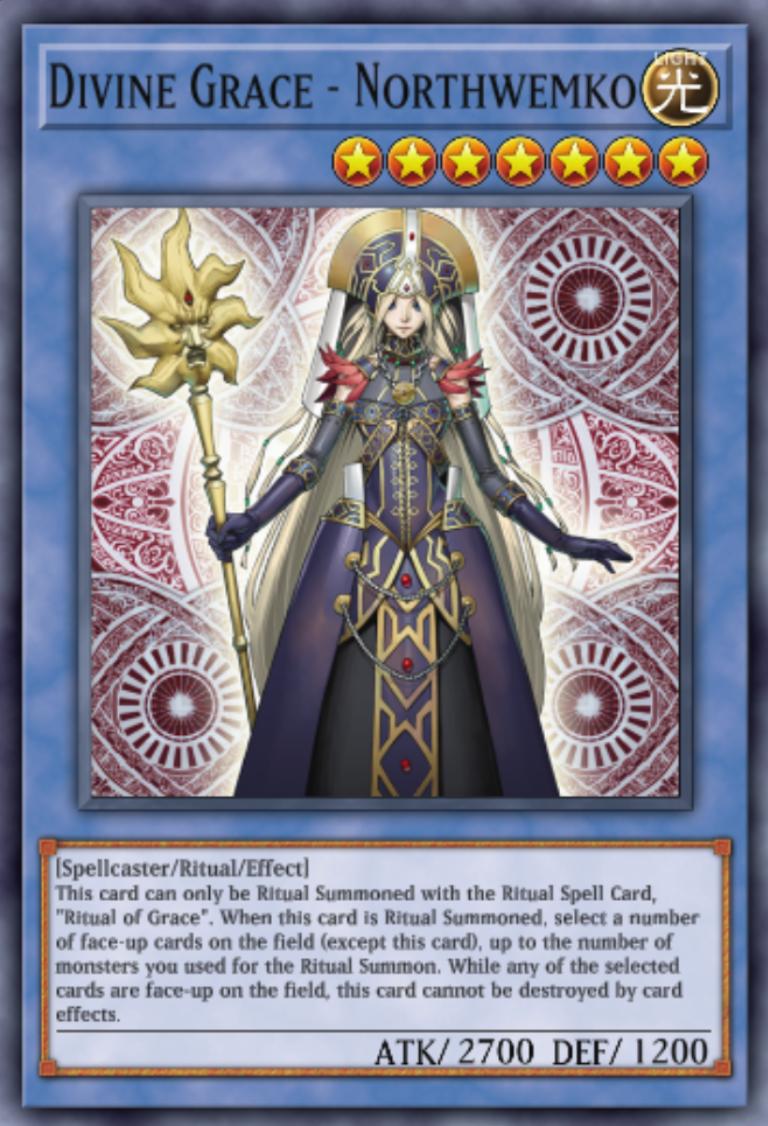 DIVINE GRACE - NORTHWEMKO
LIGHT
光
[Spellcaster/Ritual/Effect]
This card can only be Ritual Summoned with the Ritual Spell Card,
"Ritual of Grace". When this card is Ritual Summoned, select a number
of face-up cards on the field (except this card), up to the number of
monsters you used for the Ritual Summon. While any of the selected
cards are face-up on the field, this card cannot be destroyed by card
effects.
ATK/ 2700 DEF/ 1200